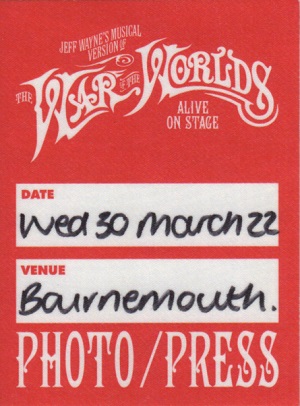 JEFF WAYNE'S MUSICAL
VERSION OF
THE WAR OF THE WORLDS
ALIVE
ON STAGE
DATE
Wed 30 march 22
VENUE
Bournemouth.
PHOTO/PRESS